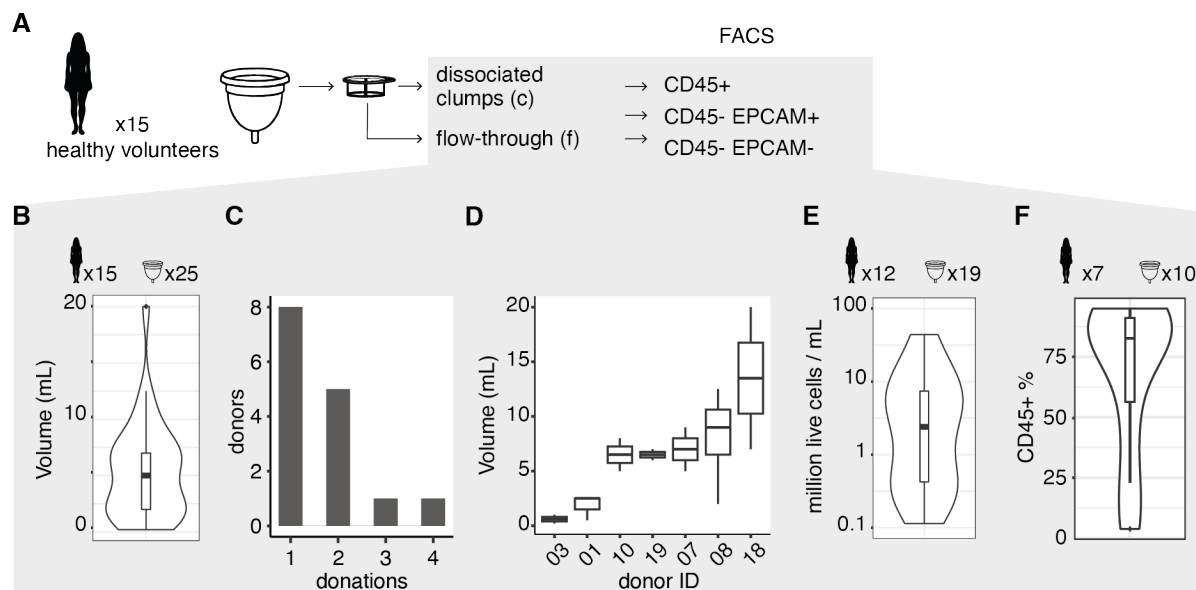 A
FACS
x15
healthy volunteers
dissociated
clumps (c)
flow-through (f)
CD45+
CD45- EPCAM+
CD45- EPCAM-
B
x15
x25
Volume (mL)
20
10
0
C
donors
8
6
4
2
0
1 2 3 4
donations
D
Volume (mL)
20
15
10
5
0
03 01 10 19 07 08 18
donor ID
E
x12
x19
million live cells / mL
100
10
1
0.1
F
x7
x10
CD45+ %
75
50
25
0